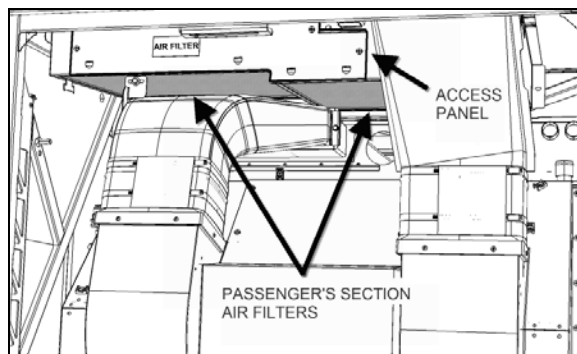 AIR FILTER
ACCESS
PANEL
PASSENGER'S SECTION
AIR FILTERS